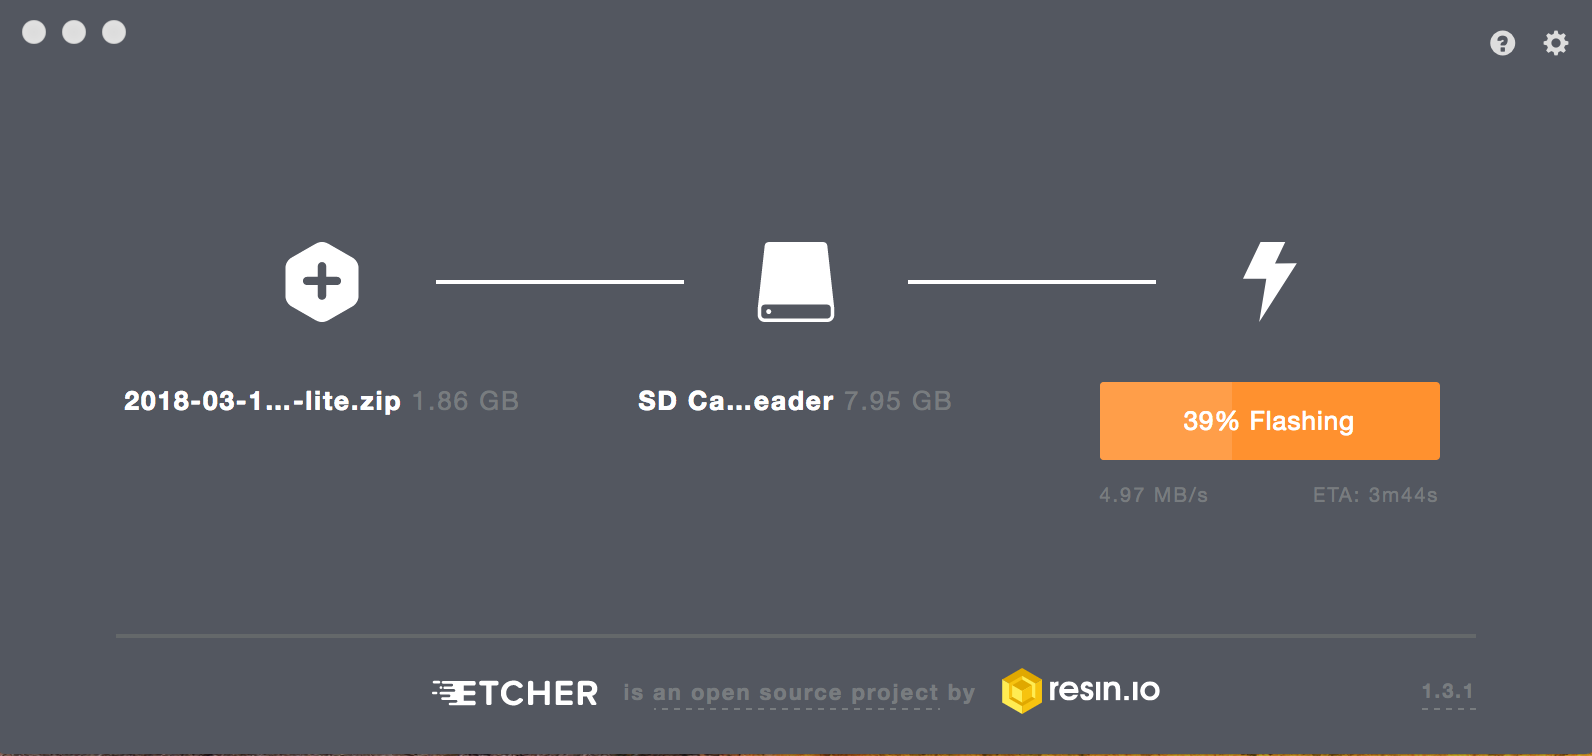 2018-03-1...-lite.zip 1.86 GB
SD Ca...eader 7.95 GB
39% Flashing
4.97 MB/s
ETA: 3m44s
ETCHER is an open source project by resin.io
1.3.1